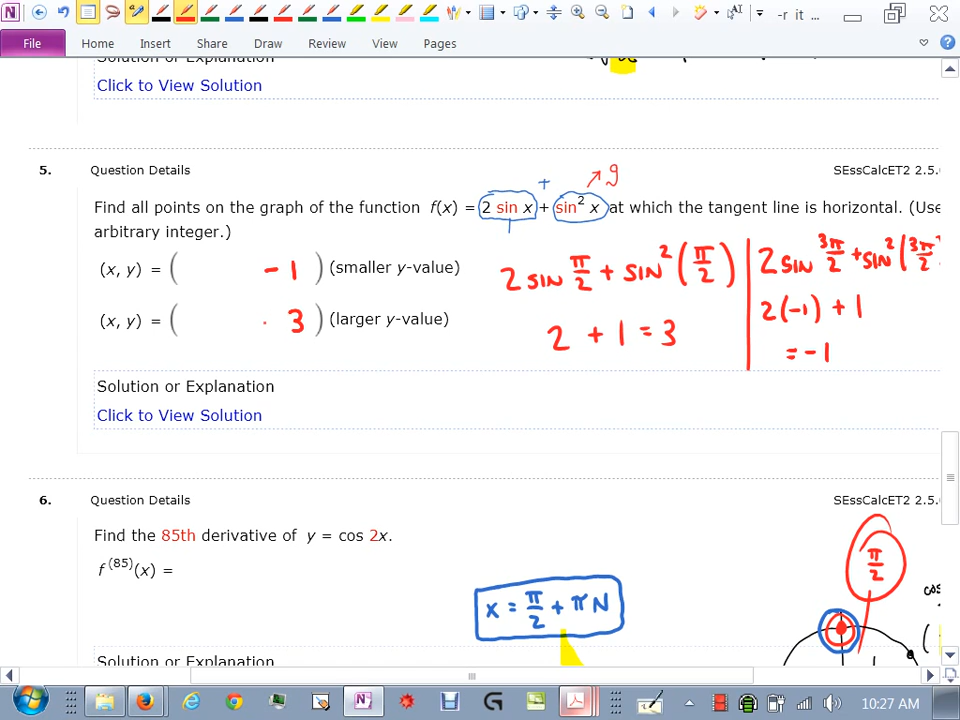 -r it ...
File Home Insert Share Draw Review View Pages
Solution or Explanation
Click to View Solution
5. Question Details SEssCalcET2 2.5.
+ g
Find all points on the graph of the function f(x) = 2 sin x + sin² x at which the tangent line is horizontal. (Use
arbitrary integer.)
(x, y) = ( -1 ) (smaller y-value)
(x, y) = ( 3 ) (larger y-value)
2 sin π/2 + sin² (π/2)
2 + 1 = 3
2 sin 3π/2 + sin² (3π/2
2(-1) + 1
= -1
Solution or Explanation
Click to View Solution
6. Question Details SEssCalcET2 2.5.
Find the 85th derivative of y = cos 2x.
f⁽⁸⁵⁾(x) =
x = π/2 + πN
π/2
cos
(
Solution or Explanation
10:27 AM